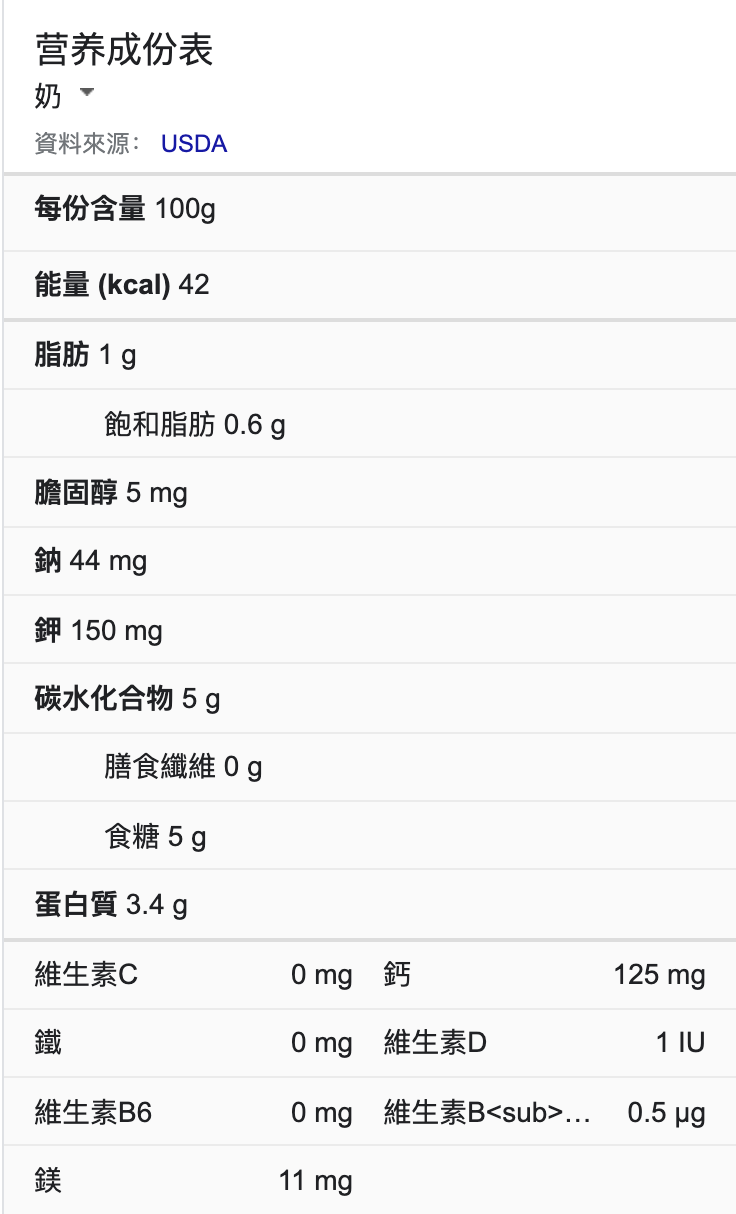 营养成份表
奶
資料來源： USDA
每份含量 100g
能量 (kcal) 42
脂肪 1 g
飽和脂肪 0.6 g
膽固醇 5 mg
鈉 44 mg
鉀 150 mg
碳水化合物 5 g
膳食纖維 0 g
食糖 5 g
蛋白質 3.4 g
維生素C 0 mg 鈣 125 mg
鐵 0 mg 維生素D 1 IU
維生素B6 0 mg 維生素B<sub>… 0.5 µg
鎂 11 mg